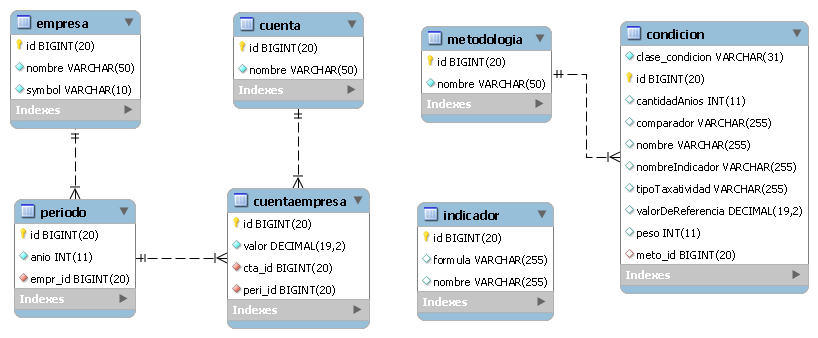 empresa
id BIGINT(20)
nombre VARCHAR(50)
symbol VARCHAR(10)
Indexes
cuenta
id BIGINT(20)
nombre VARCHAR(50)
Indexes
metodologia
id BIGINT(20)
nombre VARCHAR(50)
Indexes
condicion
clase_condicion VARCHAR(31)
id BIGINT(20)
cantidadAnios INT(11)
comparador VARCHAR(255)
nombre VARCHAR(255)
nombreIndicador VARCHAR(255)
tipoTaxatividad VARCHAR(255)
valorDeReferencia DECIMAL(19,2)
peso INT(11)
meto_id BIGINT(20)
Indexes
periodo
id BIGINT(20)
anio INT(11)
empr_id BIGINT(20)
Indexes
cuentaempresa
id BIGINT(20)
valor DECIMAL(19,2)
cta_id BIGINT(20)
peri_id BIGINT(20)
Indexes
indicador
id BIGINT(20)
formula VARCHAR(255)
nombre VARCHAR(255)
Indexes